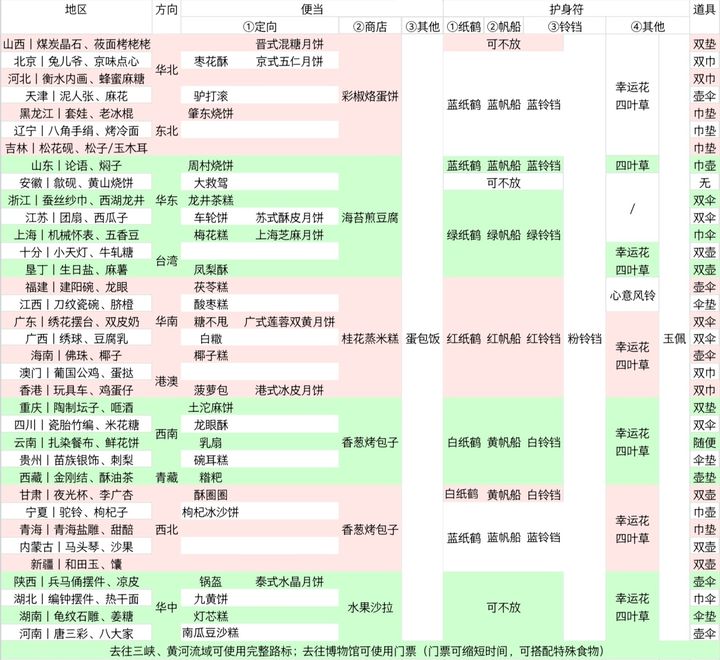 地区 方向 便当 护身符 道具
①定向 ②商店 ③其他 ①纸鹤 ②帆船 ③铃铛 ④其他
山西丨煤炭晶石、莜面栲栳栳 晋式混糖月饼 可不放 双垫
北京丨兔儿爷、京味点心 枣花酥 京式五仁月饼 双巾
河北丨衡水内画、蜂蜜麻糖 华北 双巾
天津丨泥人张、麻花 驴打滚 彩椒烙蛋饼 蓝纸鹤 蓝帆船 蓝铃铛 幸运花 四叶草 壶伞
黑龙江丨套娃、老冰棍 肇东烧饼 巾垫
辽宁丨八角手绢、烤冷面 东北 巾垫
吉林丨松花砚、松子/玉木耳 巾垫
山东丨论语、焖子 周村烧饼 蓝纸鹤 蓝帆船 蓝铃铛 四叶草 巾壶
安徽丨歙砚、黄山烧饼 大救驾 可不放 无
浙江丨蚕丝纱巾、西湖龙井 华东 龙井茶糕 双伞
江苏丨团扇、西瓜子 车轮饼 苏式酥皮月饼 海苔煎豆腐 / 双伞
上海丨机械怀表、五香豆 梅花糕 上海芝麻月饼 绿纸鹤 绿帆船 绿铃铛 巾伞
十分丨小天灯、牛轧糖 台湾 幸运花 双壶
垦丁丨生日盐、麻薯 凤梨酥 四叶草 双壶
福建丨建阳碗、龙眼 茯苓糕 心意风铃 壶伞
江西丨刀纹瓷碗、脐橙 酸枣糕 伞垫
广东丨绣花摆台、双皮奶 华南 糖不甩 广式莲蓉双黄月饼 双伞
广西丨绣球、豆腐乳 白糍 桂花蒸米糕 蛋包饭 红纸鹤 红帆船 红铃铛 粉铃铛 幸运花 四叶草 玉佩 双伞
海南丨佛珠、椰子 椰子糕 壶伞
澳门丨葡国公鸡、蛋挞 港澳 双巾
香港丨玩具车、鸡蛋仔 菠萝包 港式冰皮月饼 双巾
重庆丨陶制坛子、咂酒 土沱麻饼 双垫
四川丨瓷胎竹编、米花糖 西南 龙眼酥 双伞
云南丨扎染餐布、鲜花饼 乳扇 香葱烤包子 白纸鹤 黄帆船 白铃铛 幸运花 四叶草 随便
贵州丨苗族银饰、刺梨 碗耳糕 伞垫
西藏丨金刚结、酥油茶 青藏 糌粑 壶垫
甘肃丨夜光杯、李广杏 酥圈圈 白纸鹤 黄帆船 白铃铛 双壶
宁夏丨驼铃、枸杞子 枸杞冰沙饼 巾壶
青海丨青海盐雕、甜醅 西北 香葱烤包子 幸运花 四叶草 双垫
内蒙古丨马头琴、沙果 蓝纸鹤 蓝帆船 蓝铃铛 双壶
新疆丨和田玉、馕 双壶
陕西丨兵马俑摆件、凉皮 锅盔 泰式水晶月饼 双壶
湖北丨编钟摆件、热干面 华中 九黄饼 水果沙拉 可不放 幸运花 四叶草 巾伞
湖南丨龟纹石雕、姜糖 灯芯糕 伞垫
河南丨唐三彩、八大家 南瓜豆沙糕 壶伞
去往三峡、黄河流域可使用完整路标；去往博物馆可使用门票（门票可缩短时间，可搭配特殊食物）